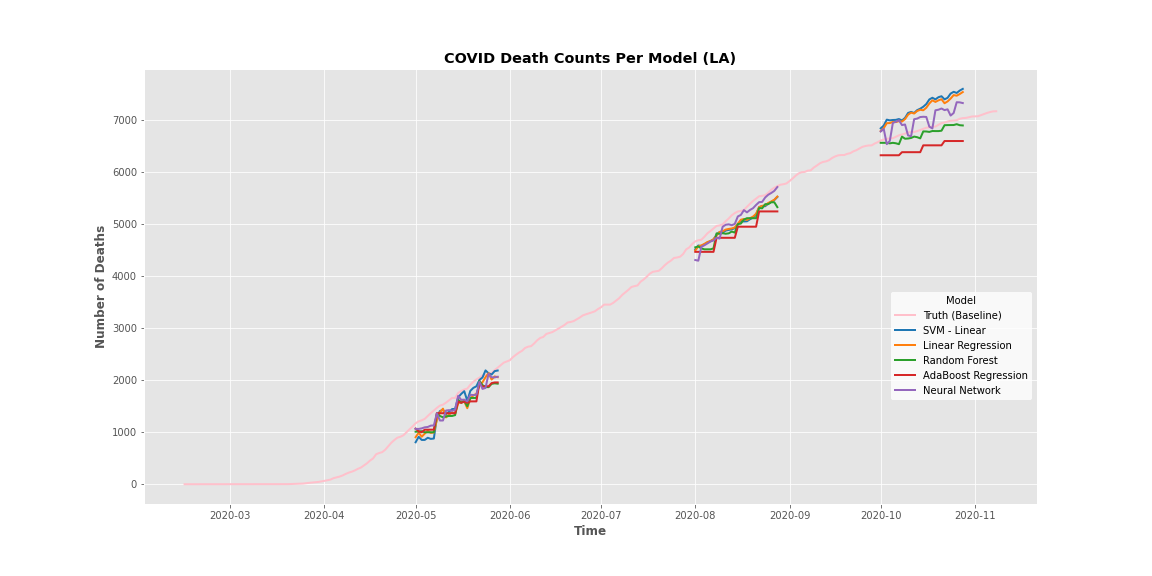 COVID Death Counts Per Model (LA)
Number of Deaths
7000
6000
5000
4000
3000
2000
1000
0
2020-03 2020-04 2020-05 2020-06 2020-07 2020-08 2020-09 2020-10 2020-11
Time
Model
Truth (Baseline)
SVM - Linear
Linear Regression
Random Forest
AdaBoost Regression
Neural Network